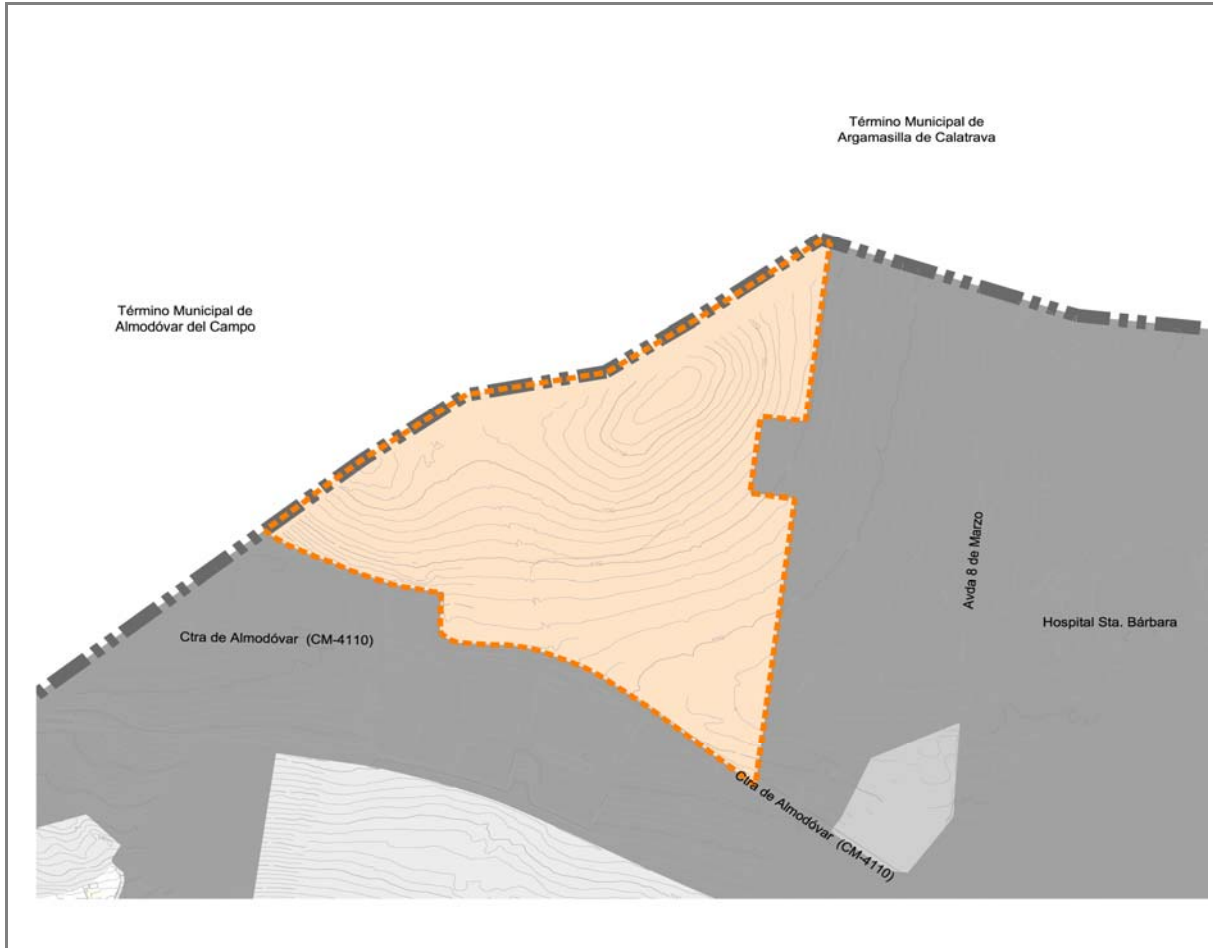 Término Municipal de
Argamasilla de Calatrava
Término Municipal de
Almodóvar del Campo
Avda 8 de Marzo
Hospital Sta. Bárbara
Ctra de Almodóvar (CM-4110)
Ctra de Almodóvar (CM-4110)